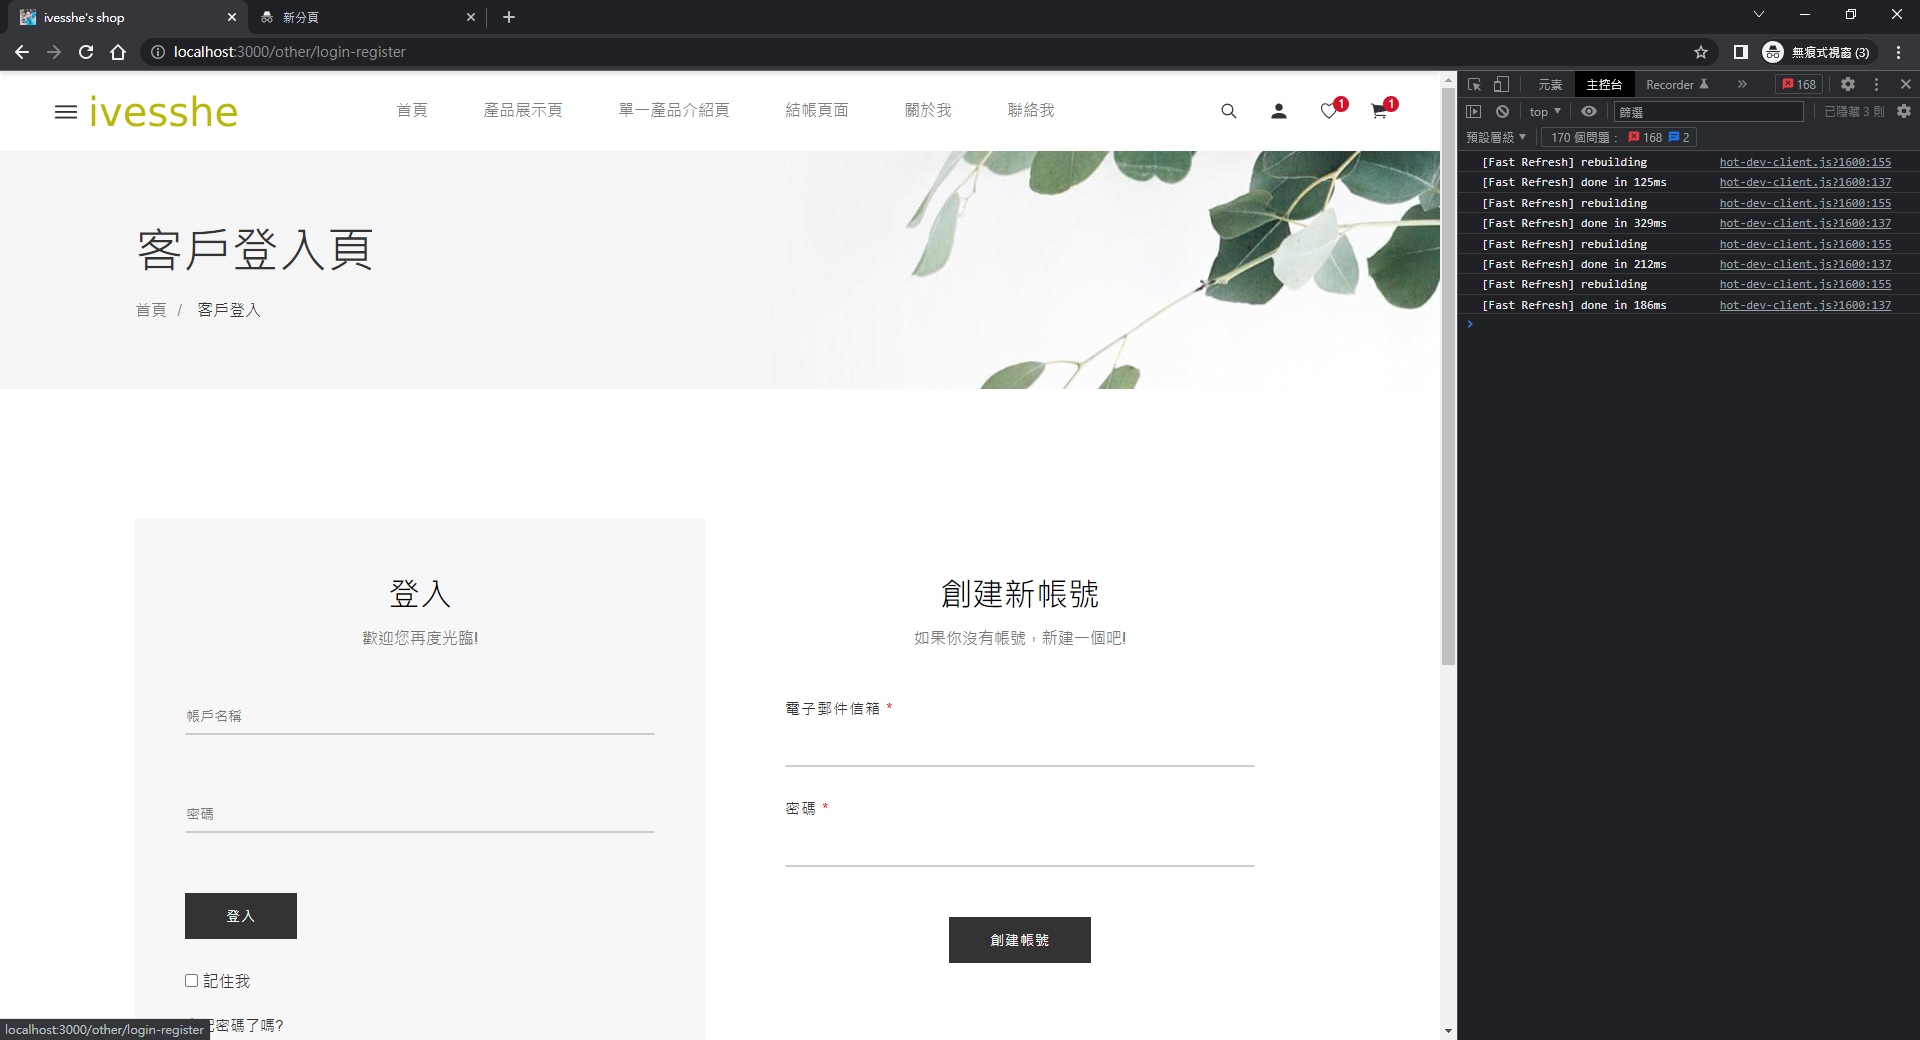 ivesshe's shop
新分頁
localhost:3000/other/login-register
無痕式視窗 (3)
ivesshe
首頁 產品展示頁 單一產品介紹頁 結帳頁面 關於我 聯絡我
1 1
客戶登入頁
首頁 / 客戶登入
登入
歡迎您再度光臨!
帳戶名稱
密碼
登入
記住我
密碼了嗎?
localhost:3000/other/login-register
創建新帳號
如果你沒有帳號，新建一個吧!
電子郵件信箱 *
密碼 *
創建帳號
元素 主控台 Recorder 168
top 篩選 已隱藏 3 則
預設層級 170 個問題： 168 2
[Fast Refresh] rebuilding hot-dev-client.js?1600:155
[Fast Refresh] done in 125ms hot-dev-client.js?1600:137
[Fast Refresh] rebuilding hot-dev-client.js?1600:155
[Fast Refresh] done in 329ms hot-dev-client.js?1600:137
[Fast Refresh] rebuilding hot-dev-client.js?1600:155
[Fast Refresh] done in 212ms hot-dev-client.js?1600:137
[Fast Refresh] rebuilding hot-dev-client.js?1600:155
[Fast Refresh] done in 186ms hot-dev-client.js?1600:137